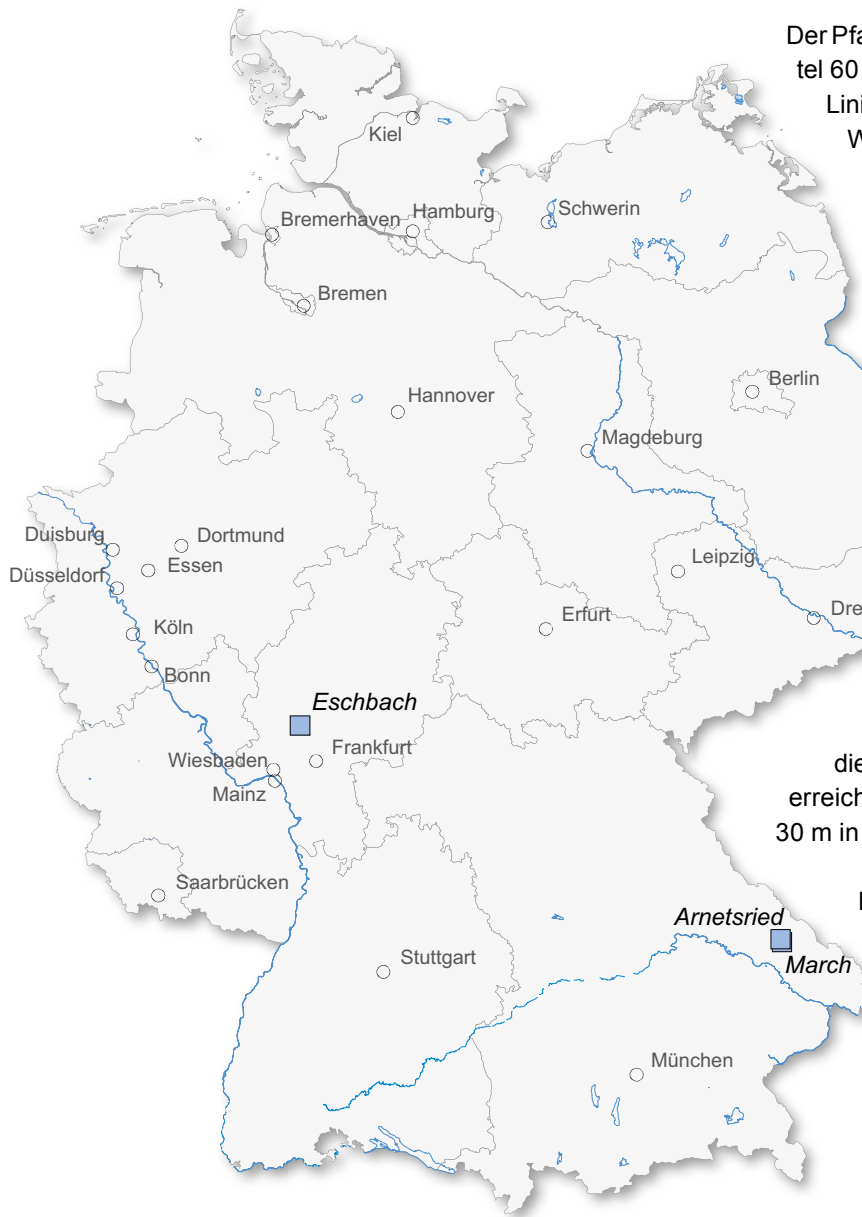 Der Pfa
tel 60
Lini
W
Kiel
Bremerhaven
Hamburg
Schwerin
Bremen
Berlin
Hannover
Magdeburg
Duisburg
Dortmund
Essen
Leipzig
Düsseldorf
Köln
Erfurt
Dre
Bonn
Eschbach
Wiesbaden
Frankfurt
Mainz
die
erreich
30 m in
Saarbrücken
Arnetsried
Stuttgart
March
München